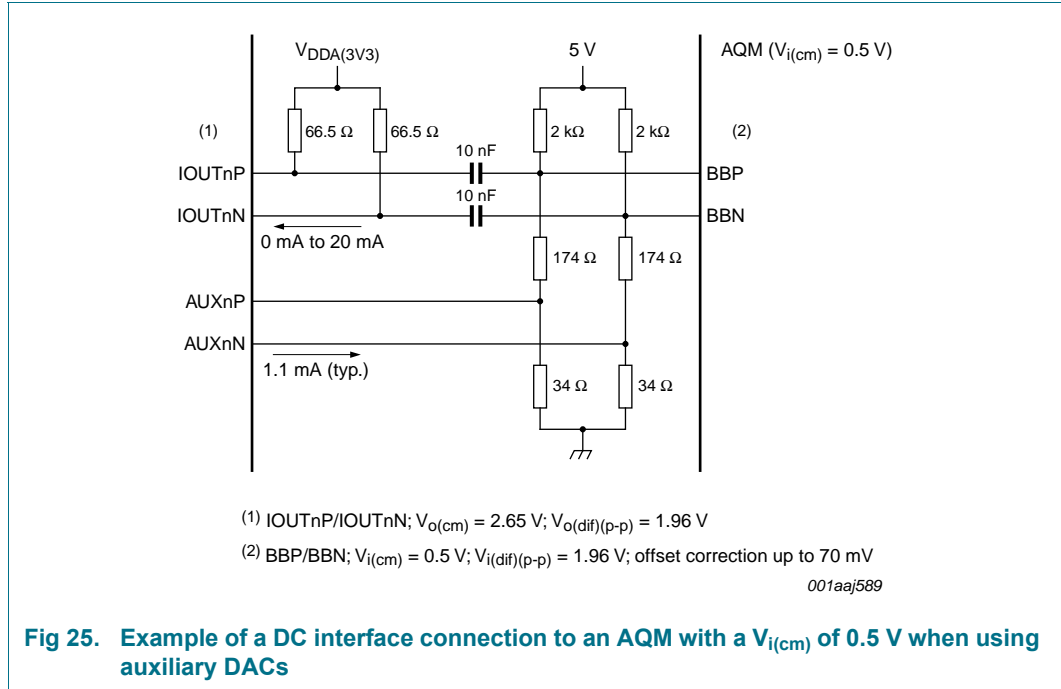 VDDA(3V3) 5 V AQM (Vi(cm) = 0.5 V)
(1) 66.5 Ω 66.5 Ω 2 kΩ 2 kΩ (2)
10 nF
IOUTnP BBP
10 nF
IOUTnN BBN
0 mA to 20 mA
174 Ω 174 Ω
AUXnP
AUXnN
1.1 mA (typ.)
34 Ω 34 Ω
(1) IOUTnP/IOUTnN; Vo(cm) = 2.65 V; Vo(dif)(p-p) = 1.96 V
(2) BBP/BBN; Vi(cm) = 0.5 V; Vi(dif)(p-p) = 1.96 V; offset correction up to 70 mV
001aaj589
Fig 25. Example of a DC interface connection to an AQM with a Vi(cm) of 0.5 V when using
auxiliary DACs